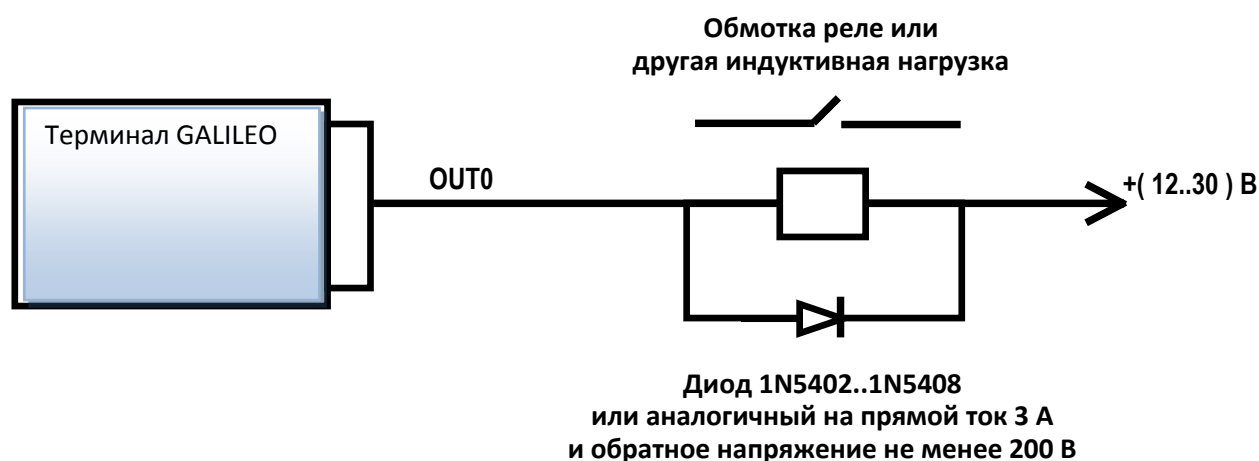 Обмотка реле или
другая индуктивная нагрузка
Терминал GALILEO
OUT0
+( 12..30 ) В
Диод 1N5402..1N5408
или аналогичный на прямой ток 3 А
и обратное напряжение не менее 200 В